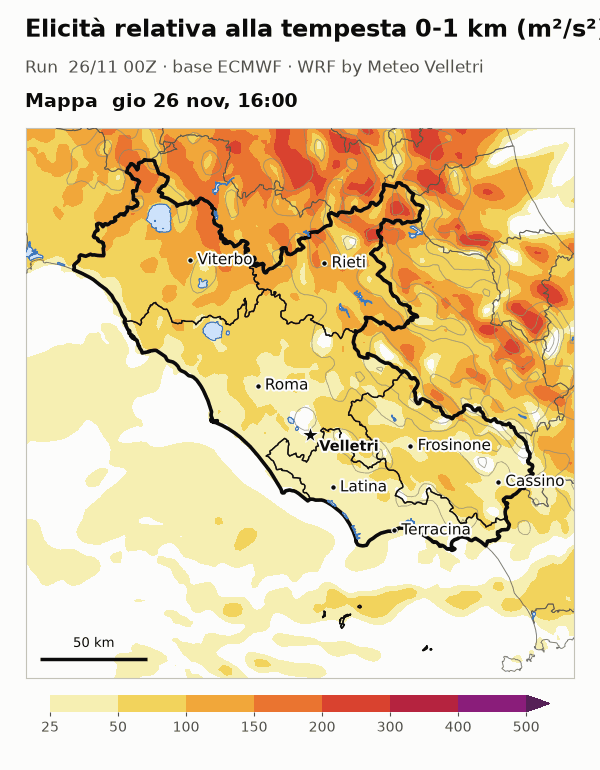 Elicità relativa alla tempesta 0-1 km (m²/s²)
Run 26/11 00Z · base ECMWF · WRF by Meteo Velletri
Mappa gio 26 nov, 16:00
Viterbo
Rieti
Roma
Velletri
Frosinone
Cassino
Latina
Terracina
50 km
25 50 100 150 200 300 400 500